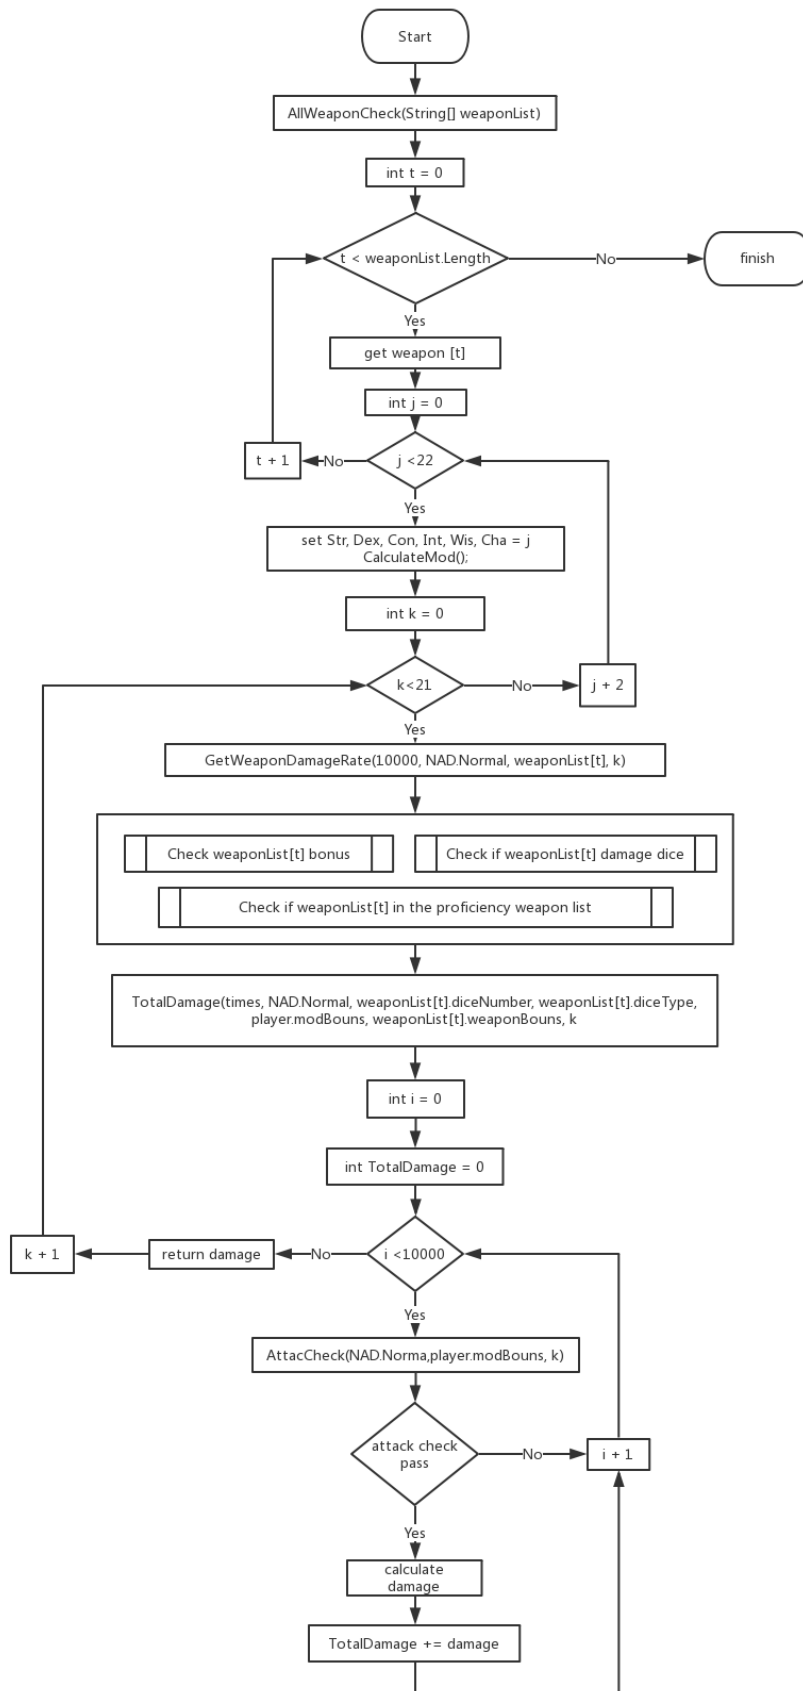 Start
AllWeaponCheck(String[] weaponList)
int t = 0
t < weaponList.Length
No
finish
Yes
get weapon [t]
int j = 0
t + 1
No
j <22
Yes
set Str, Dex, Con, Int, Wis, Cha = j
CalculateMod();
int k = 0
k<21
No
j + 2
Yes
GetWeaponDamageRate(10000, NAD.Normal, weaponList[t], k)
Check weaponList[t] bonus
Check if weaponList[t] damage dice
Check if weaponList[t] in the proficiency weapon list
TotalDamage(times, NAD.Normal, weaponList[t].diceNumber, weaponList[t].diceType,
player.modBouns, weaponList[t].weaponBouns, k
int i = 0
int TotalDamage = 0
k + 1
return damage
No
i <10000
Yes
AttacCheck(NAD.Norma,player.modBouns, k)
attack check
pass
No
i + 1
Yes
calculate
damage
TotalDamage += damage